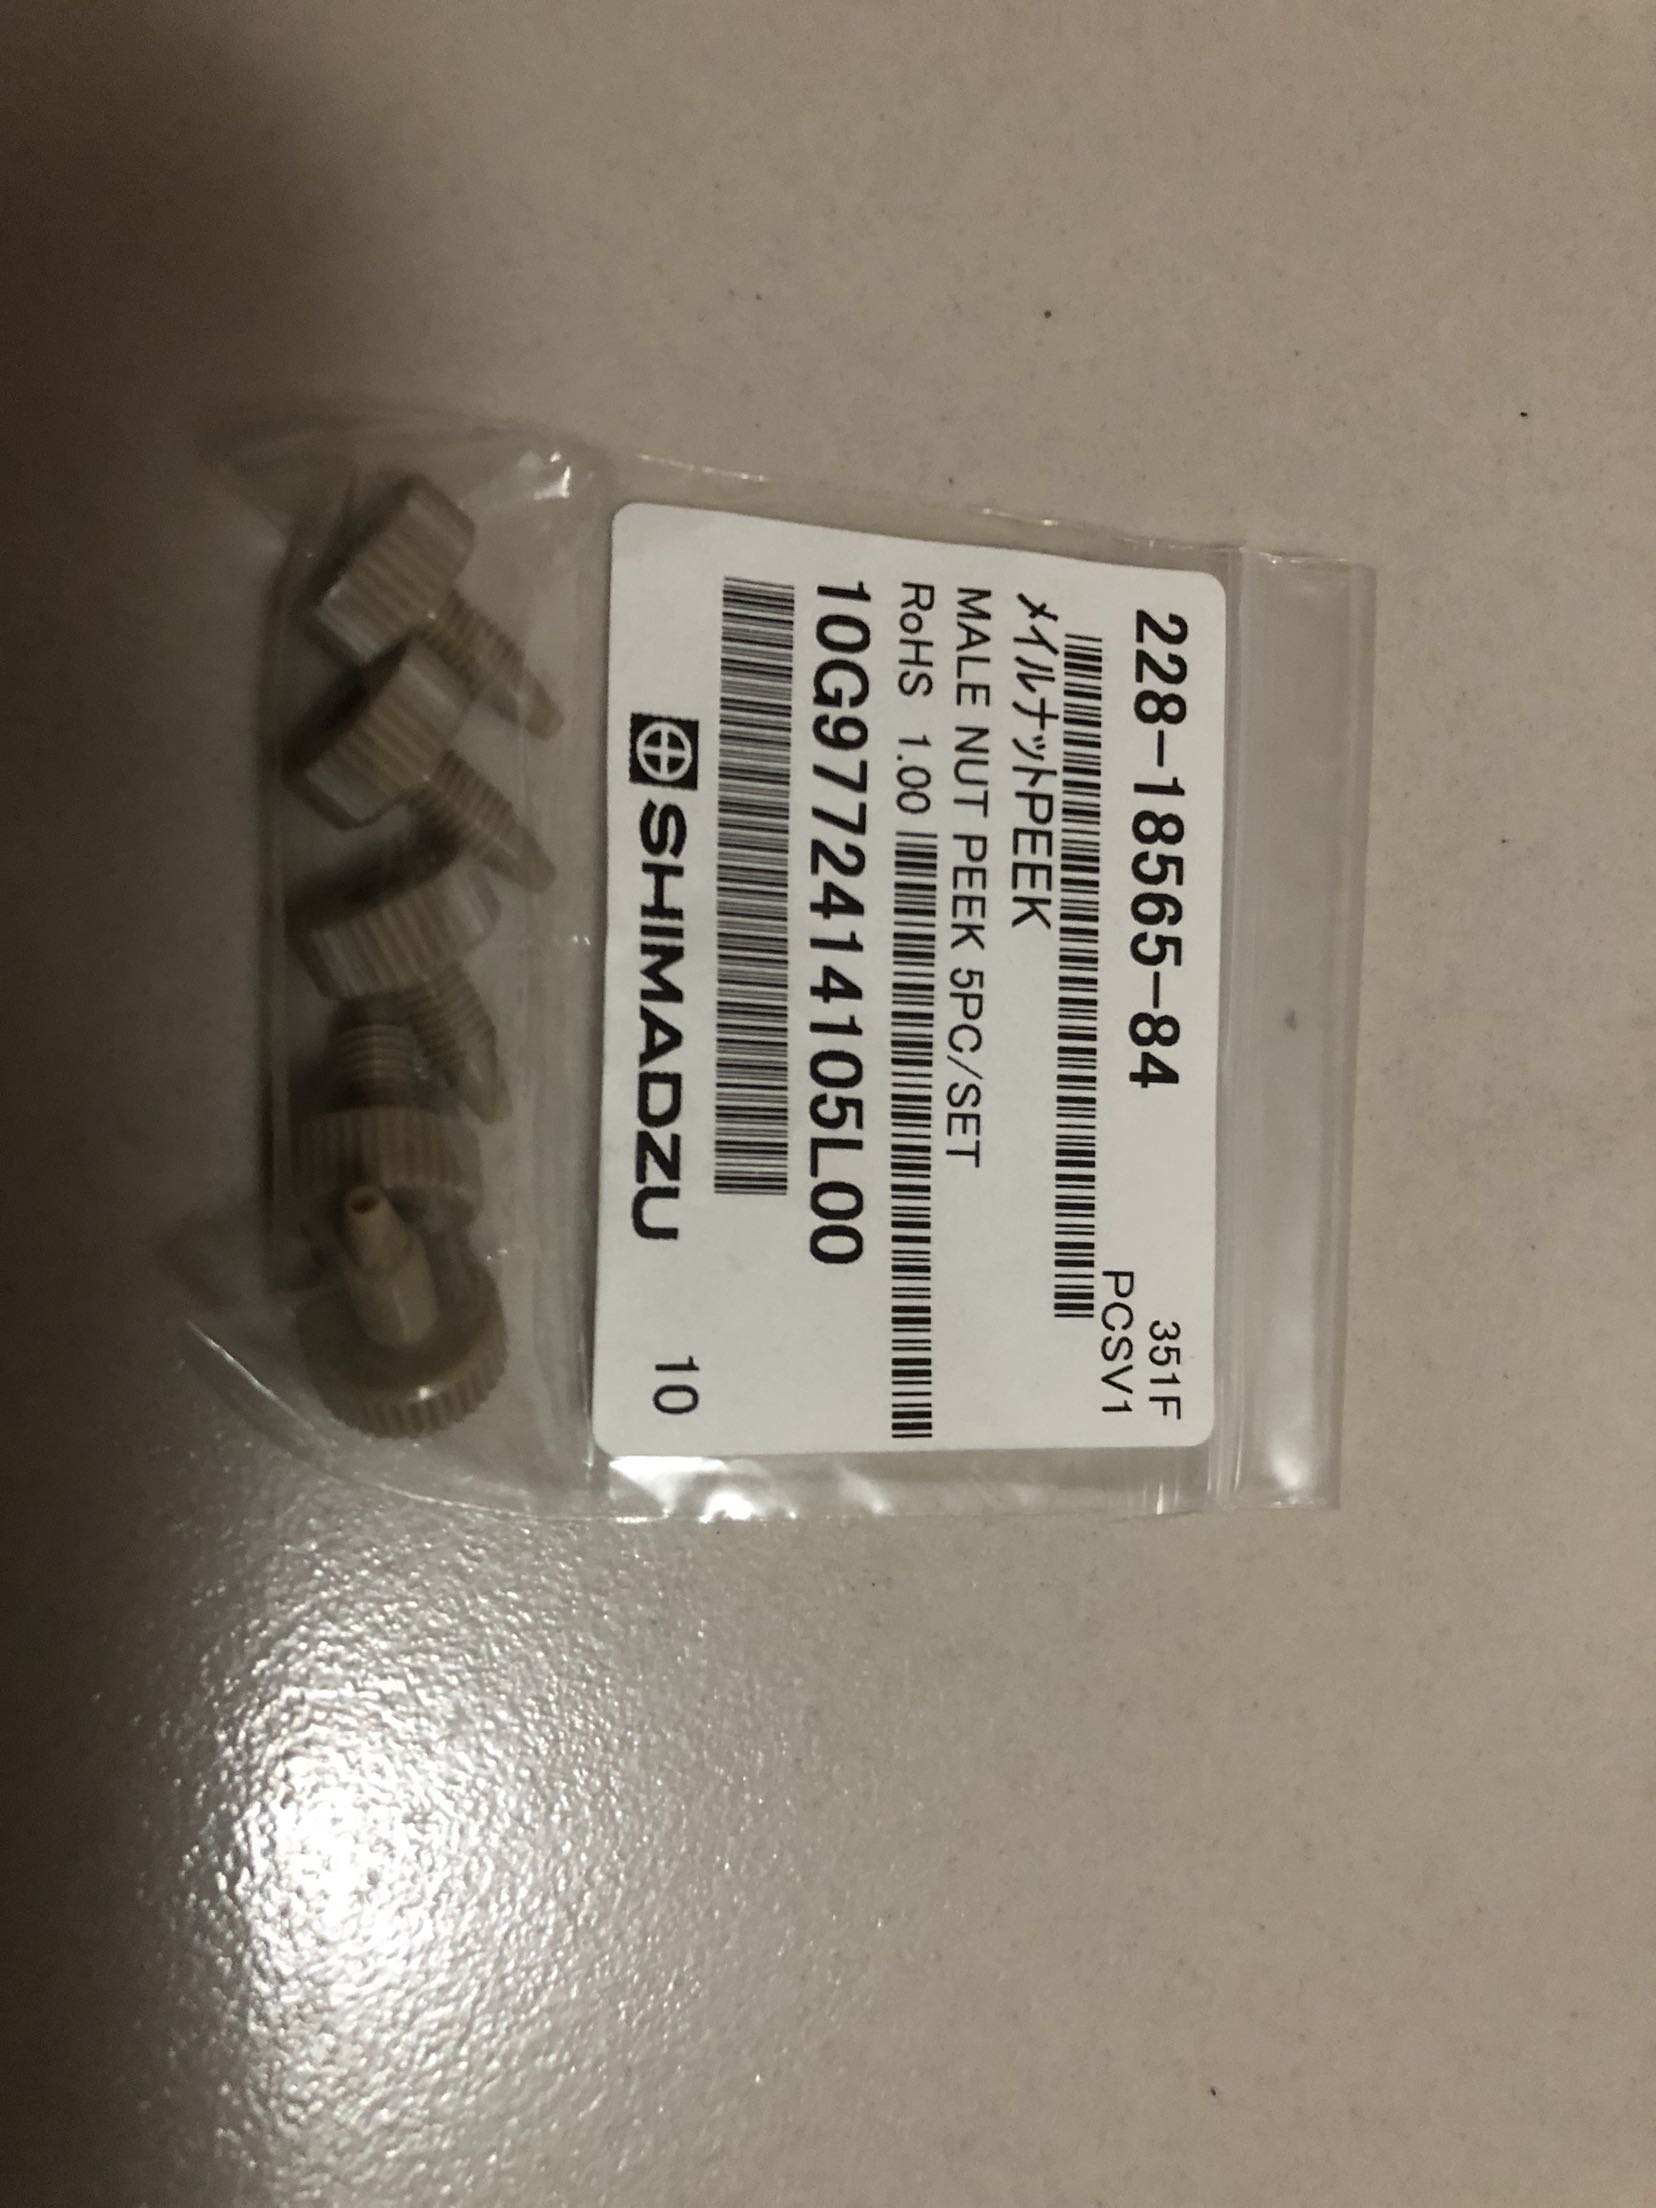 228-18565-84
351F
PCSV1
メイルナットPEEK
MALE NUT PEEK 5PC/SET
RoHS 1.00
10G9772414105L00
SHIMADZU 10